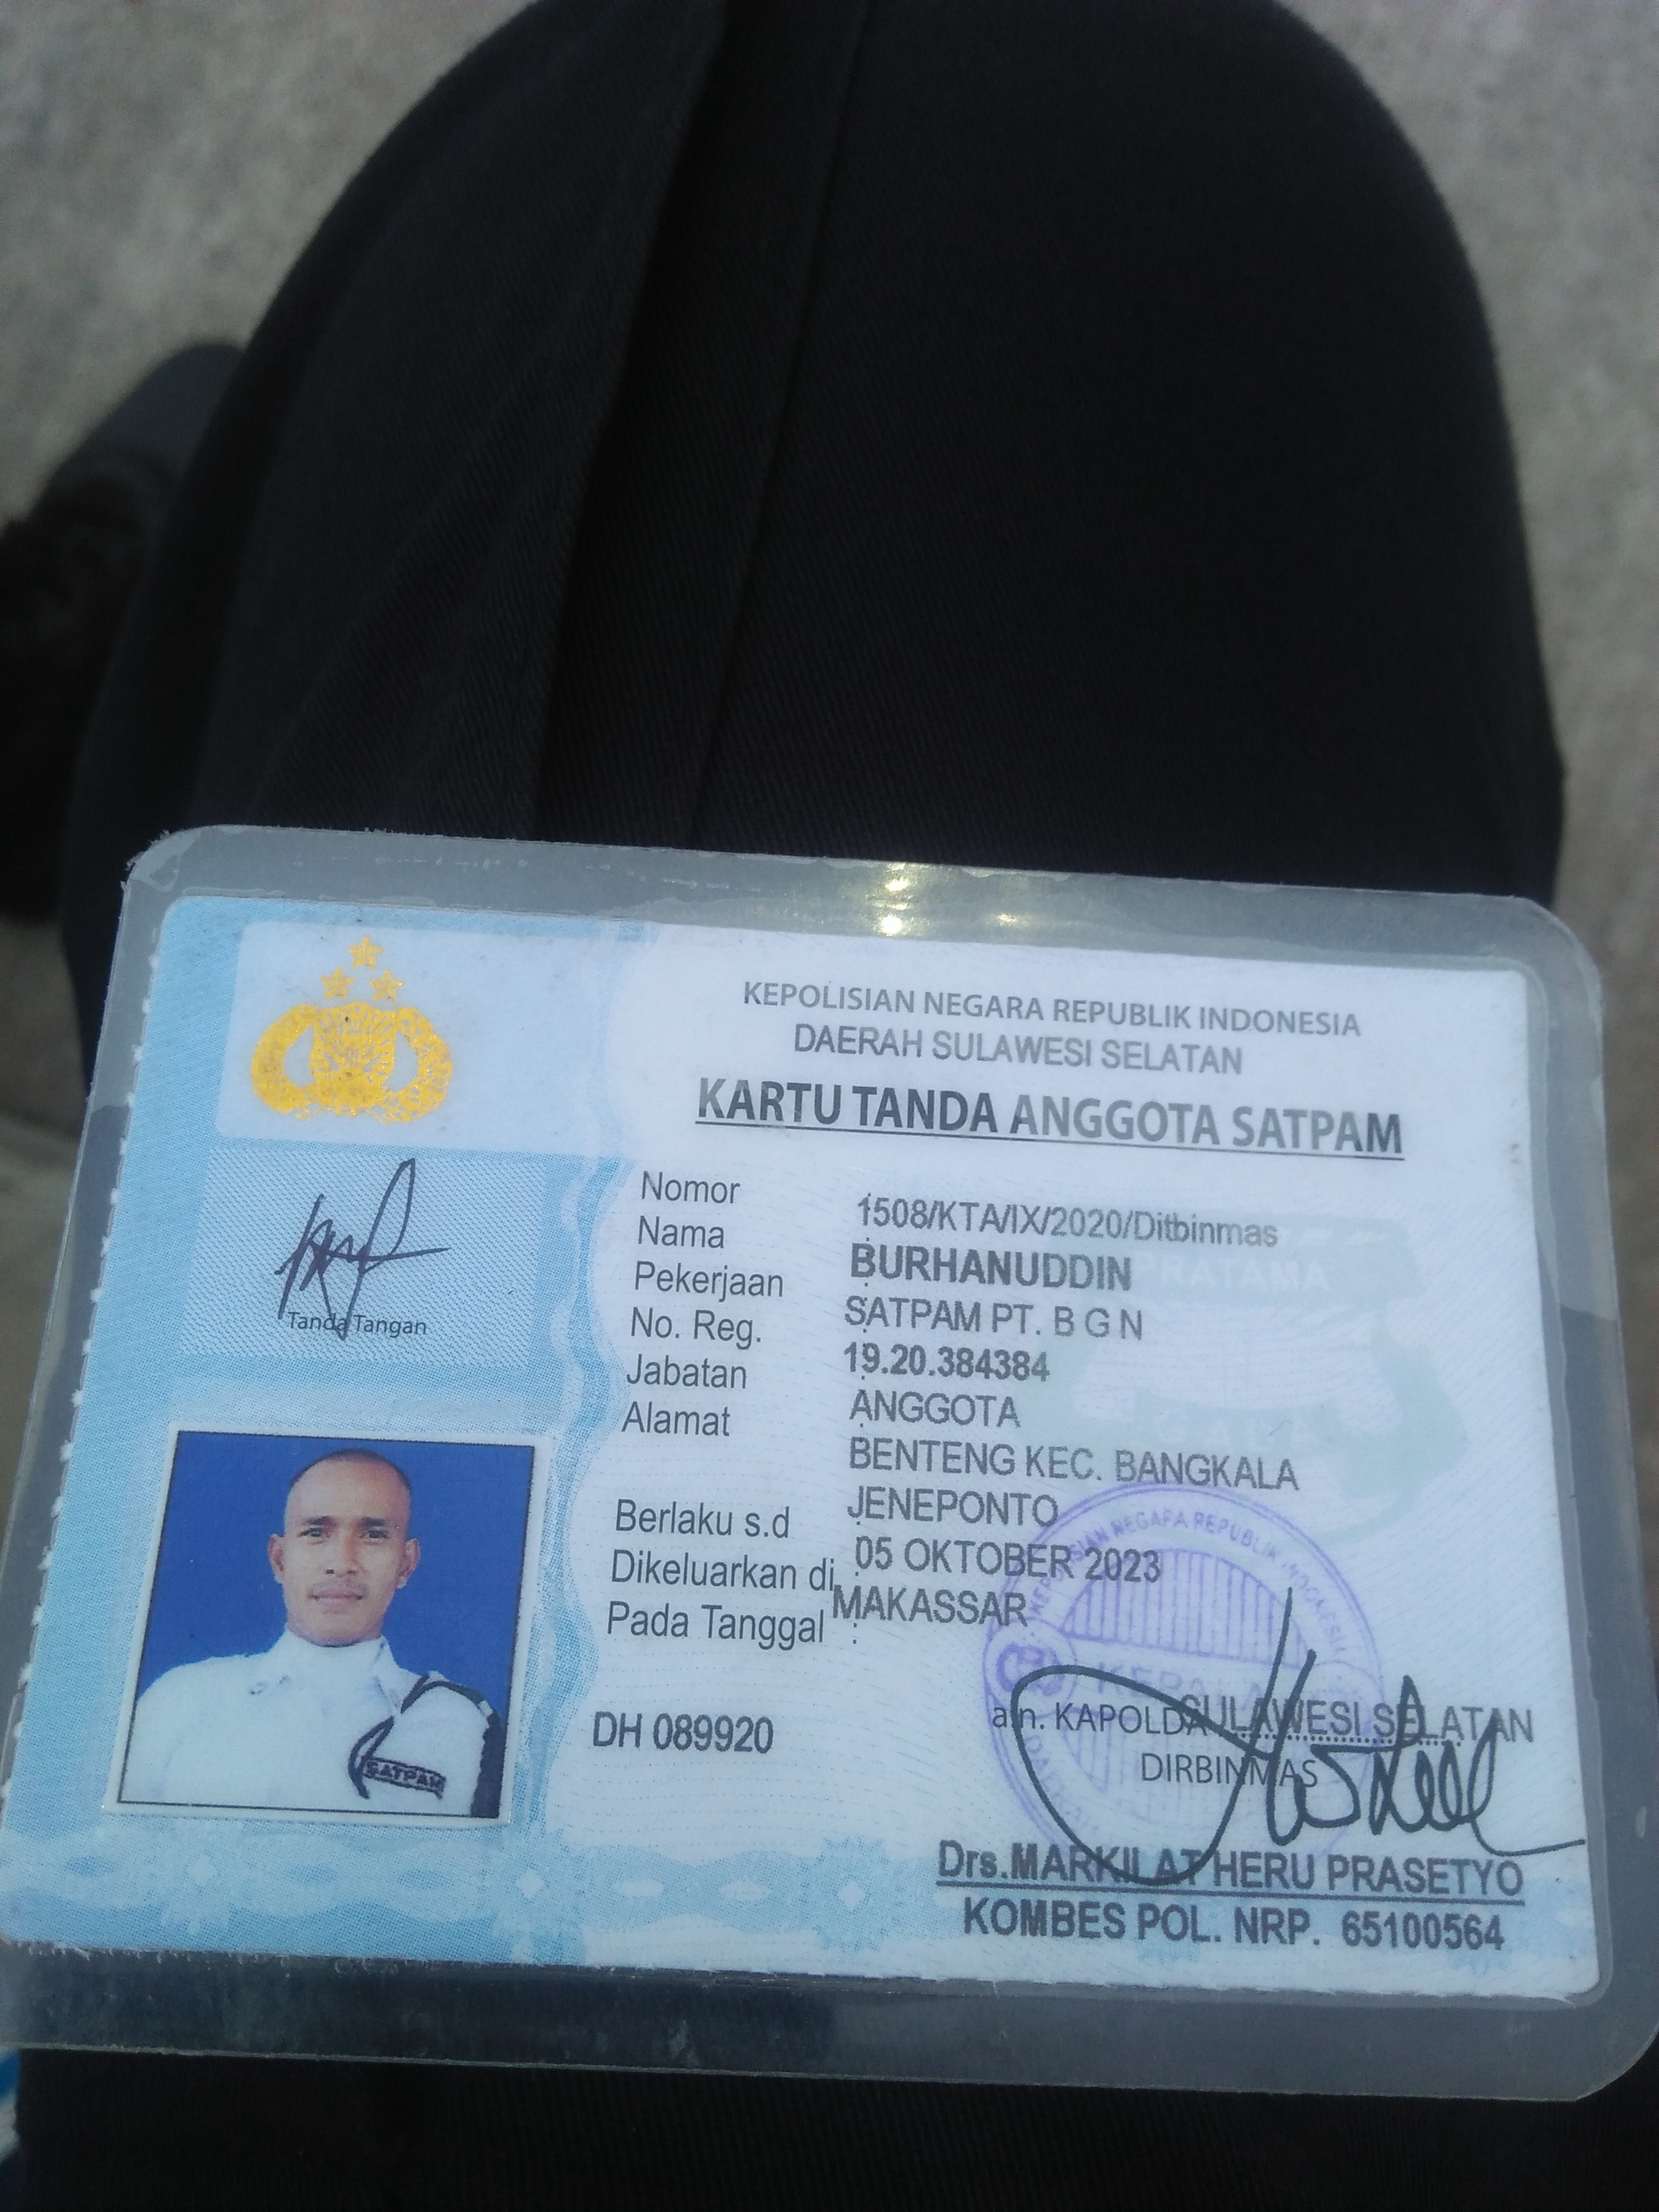 KEPOLISIAN NEGARA REPUBLIK INDONESIA
DAERAH SULAWESI SELATAN
KARTU TANDA ANGGOTA SATPAM
Tanda Tangan
Nomor : 1508/KTA/IX/2020/Ditbinmas
Nama : BURHANUDDIN
Pekerjaan : SATPAM PT. B G N
No. Reg. : 19.20.384384
Jabatan : ANGGOTA
Alamat : BENTENG KEC. BANGKALA
JENEPONTO
Berlaku s.d : 05 OKTOBER 2023
Dikeluarkan di : MAKASSAR
Pada Tanggal :
DH 089920
SATPAM
PRATAMA
NEGARA REPUBLIK INDONESIA
a.n. KAPOLDA SULAWESI SELATAN
DIRBINMAS
Drs.MARKILAT HERU PRASETYO
KOMBES POL. NRP. 65100564